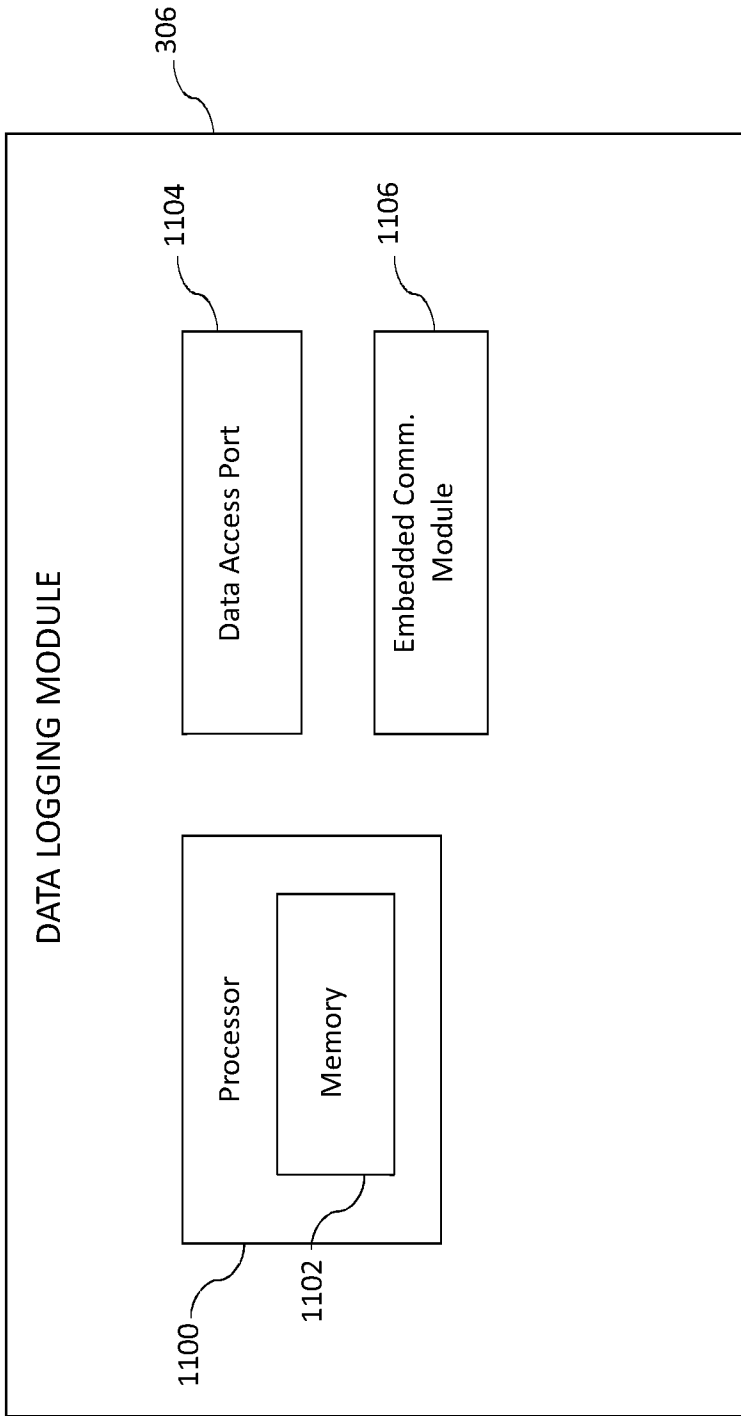 DATA LOGGING MODULE
306
1100
Processor
1102
Memory
1104
Data Access Port
1106
Embedded Comm.
Module